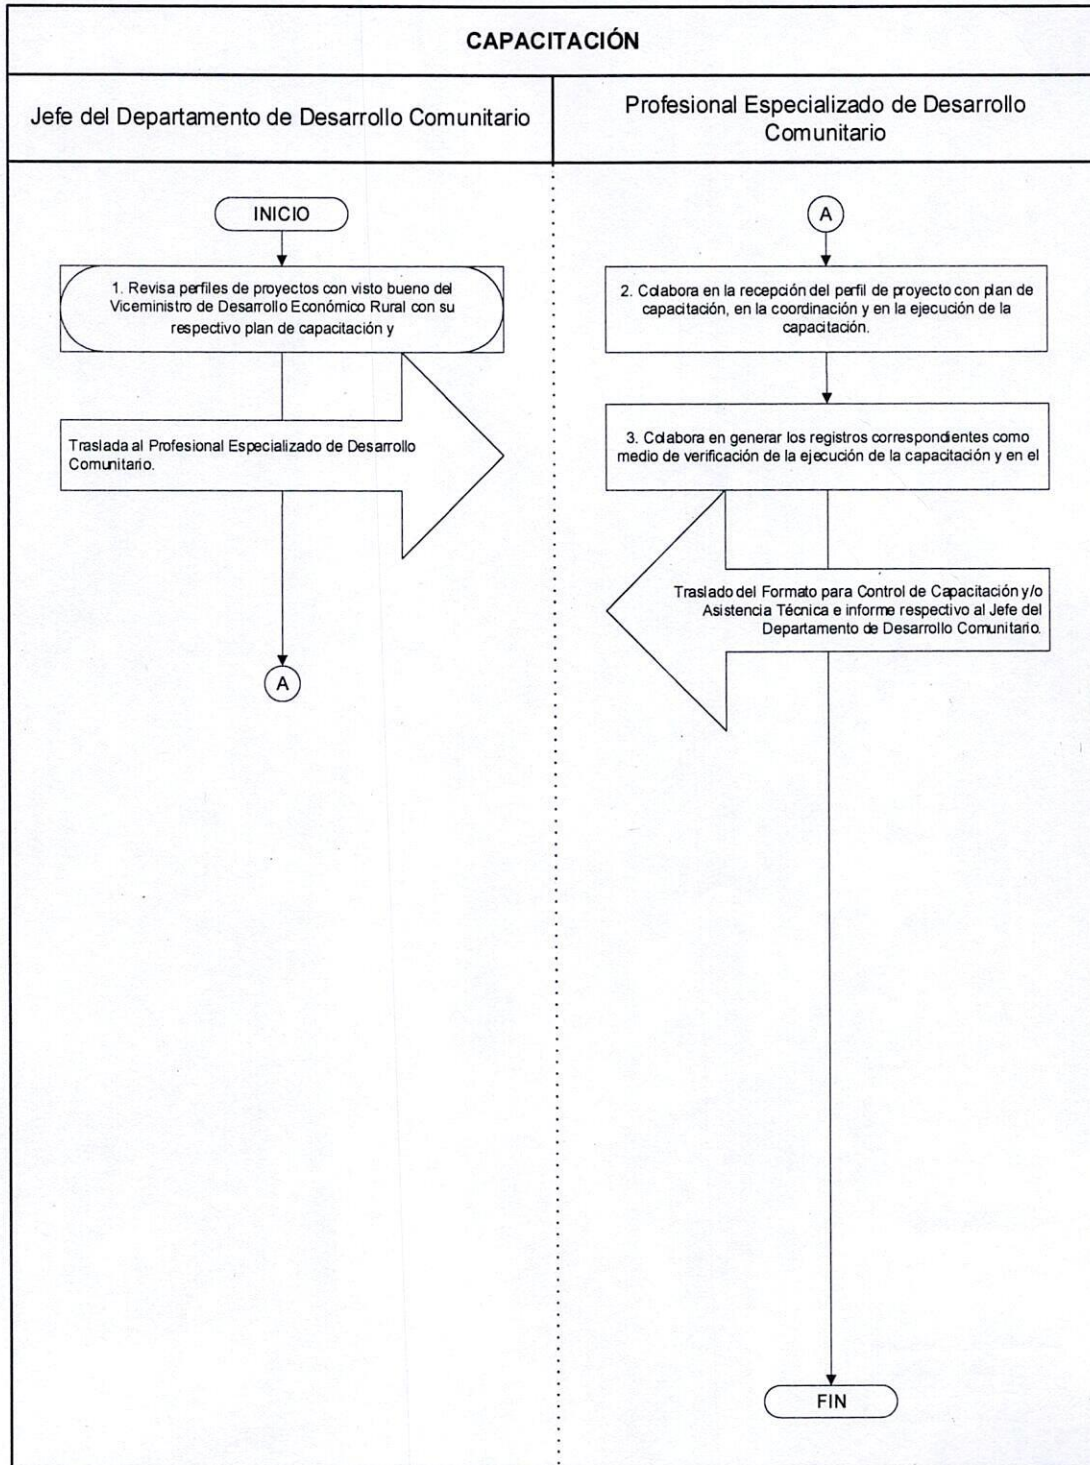 CAPACITACIÓN
Jefe del Departamento de Desarrollo Comunitario
Profesional Especializado de Desarrollo
Comunitario
INICIO
1. Revisa perfiles de proyectos con visto bueno del
Viceministro de Desarrollo Económico Rural con su
respectivo plan de capacitación y
Traslada al Profesional Especializado de Desarrollo
Comunitario.
A
A
2. Colabora en la recepción del perfil de proyecto con plan de
capacitación, en la coordinación y en la ejecución de la
capacitación.
3. Colabora en generar los registros correspondientes como
medio de verificación de la ejecución de la capacitación y en el
Traslado del Formato para Control de Capacitación y/o
Asistencia Técnica e informe respectivo al Jefe del
Departamento de Desarrollo Comunitario.
FIN